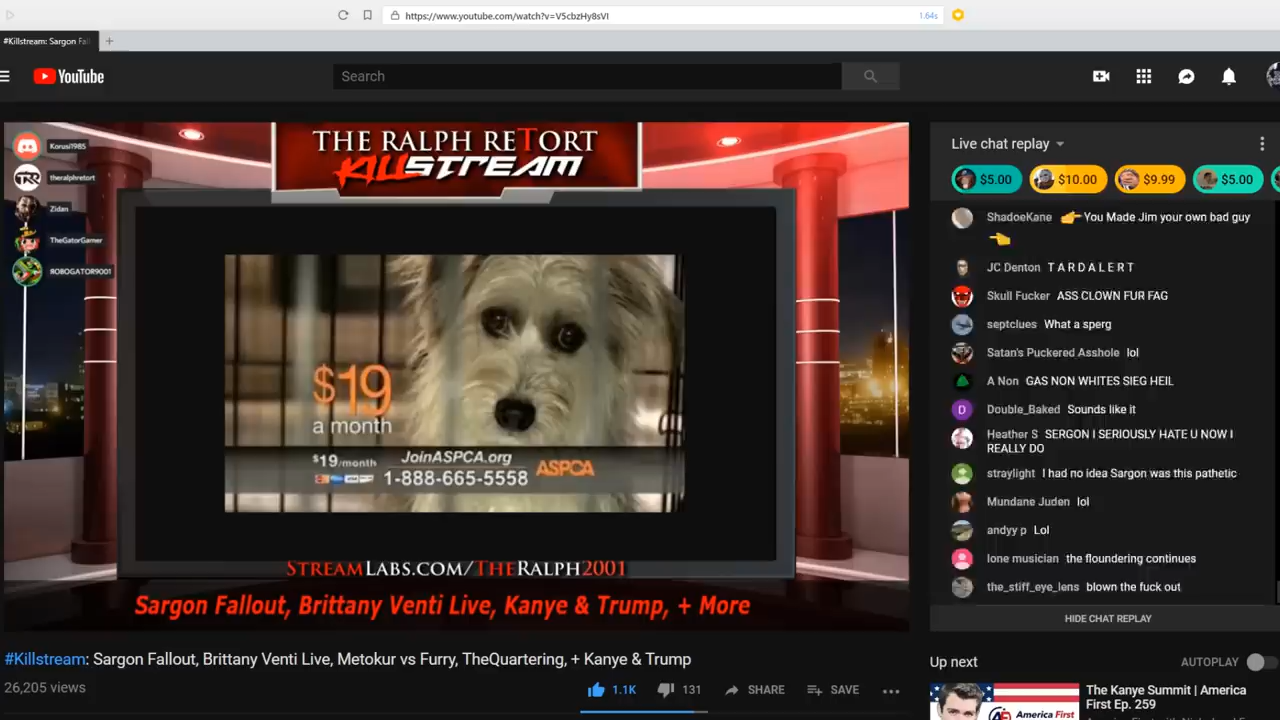 https://www.youtube.com/watch?v=V5cbzHy8sVI
1.64s
#Killstream: Sargon Fal
YouTube
Search
Korusi1985
theralphretort
Zidan
TheGatorGamer
ROBOGATOR9001
THE RALPH RETORT
KILLSTREAM
TRR
$19
a month
$19/month
JoinASPCA.org
1-888-665-5558
ASPCA
STREAMLABS.COM/THERALPH2001
Sargon Fallout, Brittany Venti Live, Kanye & Trump, + More
Live chat replay
$5.00
$10.00
$9.99
$5.00
ShadoeKane 👉You Made Jim your own bad guy
👈
JC Denton T A R D A L E R T
Skull Fucker ASS CLOWN FUR FAG
septclues What a sperg
Satan's Puckered Asshole lol
A Non GAS NON WHITES SIEG HEIL
D
Double_Baked Sounds like it
Heather S SERGON I SERIOUSLY HATE U NOW I
REALLY DO
straylight I had no idea Sargon was this pathetic
Mundane Juden lol
andyy p Lol
lone musician the floundering continues
the_stiff_eye_lens blown the fuck out
HIDE CHAT REPLAY
#Killstream: Sargon Fallout, Brittany Venti Live, Metokur vs Furry, TheQuartering, + Kanye & Trump
26,205 views
1.1K
131
SHARE
SAVE
Up next
AUTOPLAY
The Kanye Summit | America
First Ep. 259
America First